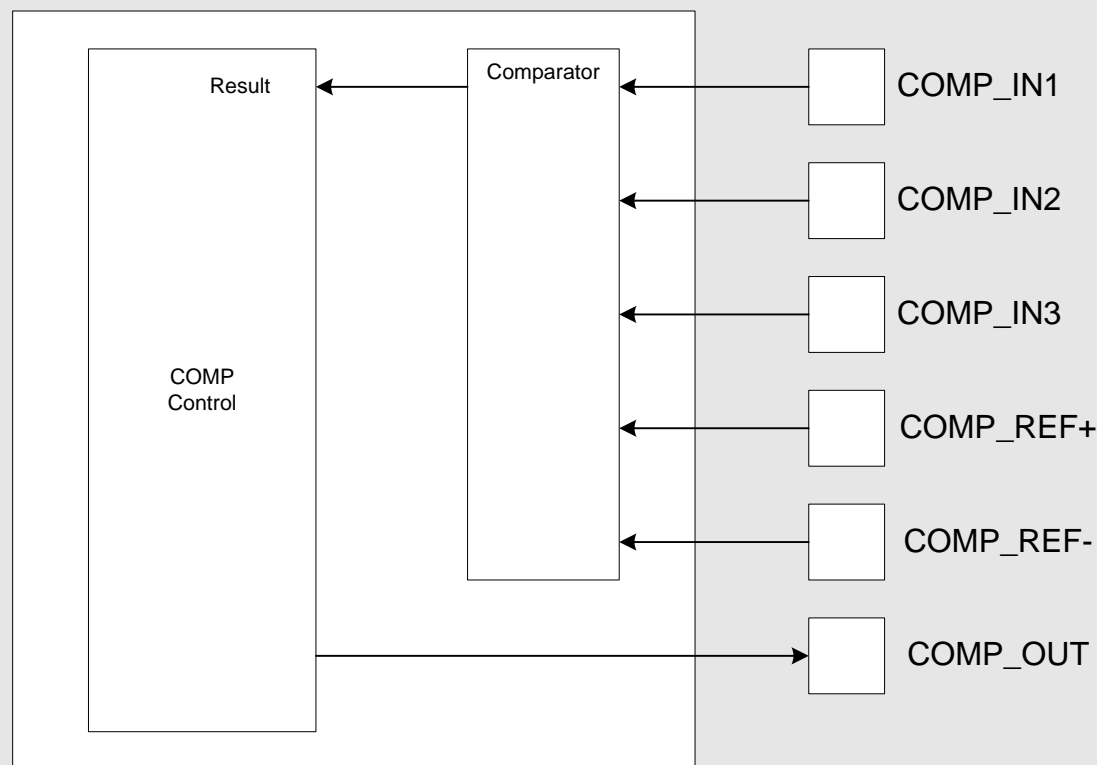 Result
Comparator
COMP_IN1
COMP_IN2
COMP_IN3
COMP
Control
COMP_REF+
COMP_REF-
COMP_OUT